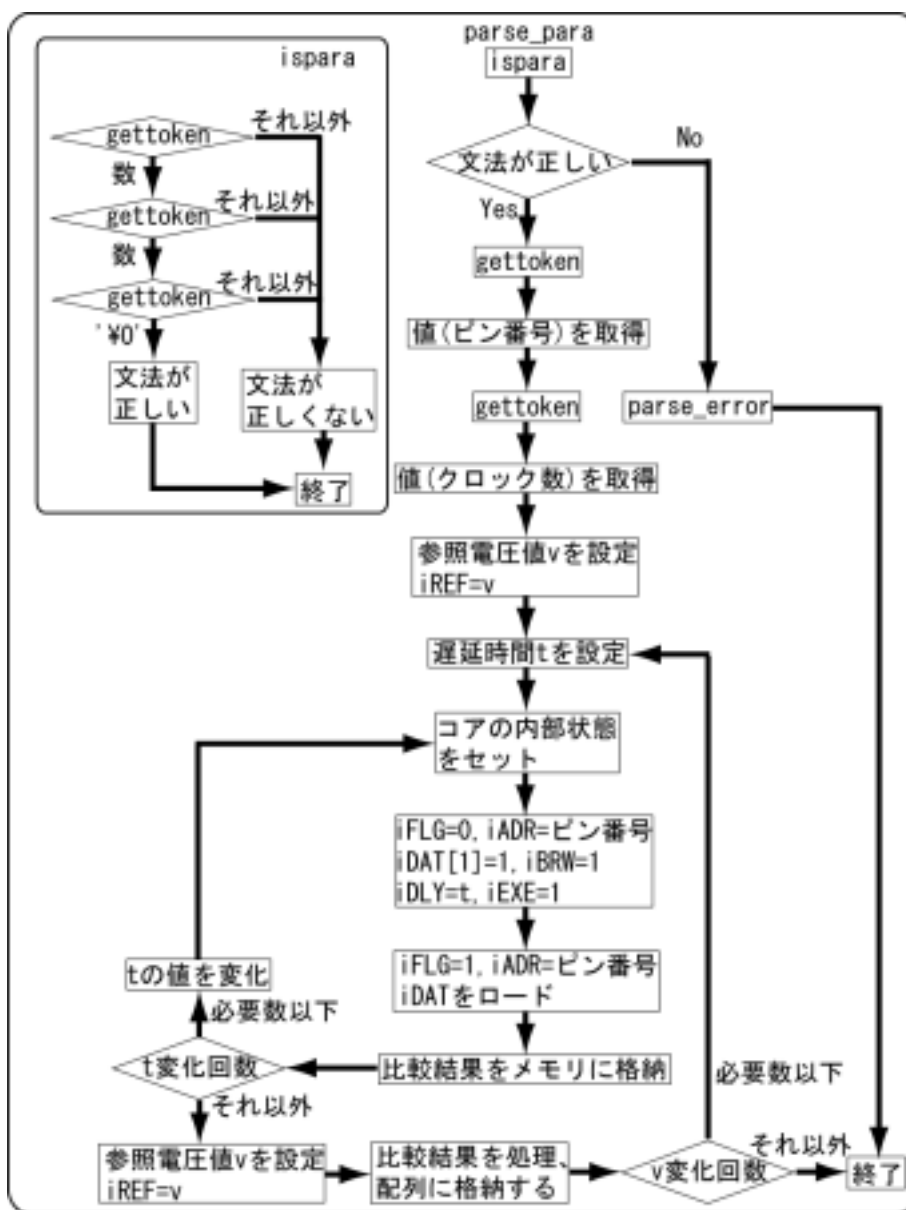 ispara
gettoken
それ以外
数
gettoken
それ以外
数
gettoken
それ以外
'¥0'
文法が
正しい
文法が
正しくない
終了
parse_para
ispara
文法が正しい
No
Yes
gettoken
値(ピン番号)を取得
gettoken
parse_error
値(クロック数)を取得
参照電圧値vを設定
iREF=v
遅延時間tを設定
コアの内部状態
をセット
iFLG=0,iADR=ピン番号
iDAT[1]=1,iBRW=1
iDLY=t,iEXE=1
iFLG=1,iADR=ピン番号
iDATをロード
tの値を変化
必要数以下
t変化回数
比較結果をメモリに格納
それ以外
参照電圧値vを設定
iREF=v
比較結果を処理、
配列に格納する
必要数以下
v変化回数
それ以外
終了